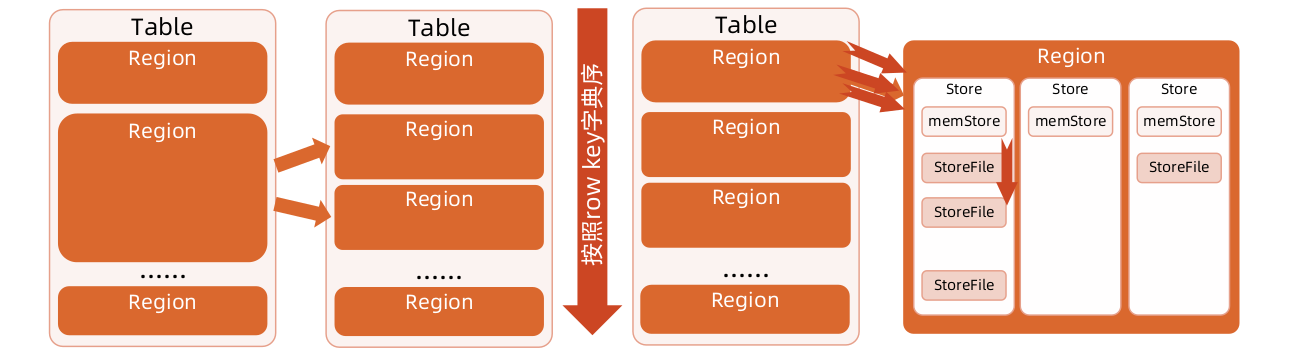 Table
Region
Region
......
Region
Table
Region
Region
Region
......
Region
按照row key字典序
Table
Region
Region
Region
......
Region
Region
Store
memStore
StoreFile
StoreFile
StoreFile
Store
memStore
Store
memStore
StoreFile